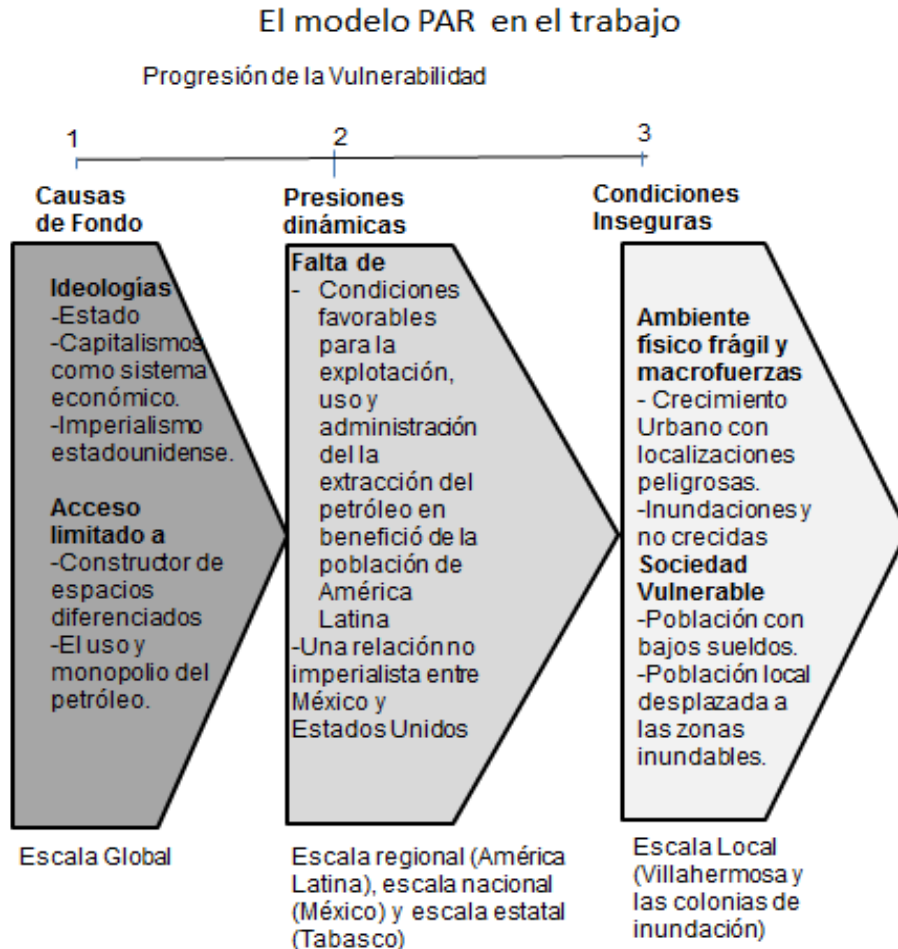 El modelo PAR en el trabajo
Progresión de la Vulnerabilidad
1
2
3
Causas
de Fondo
Ideologías
-Estado
-Capitalismos
como sistema
económico.
-Imperialismo
estadounidense.
Acceso
limitado a
-Constructor de
espacios
diferenciados
-El uso y
monopolio del
petróleo.
Escala Global
Presiones
dinámicas
Falta de
- Condiciones
favorables
para la
explotación,
uso y
administración
del la
extracción del
petróleo en
benefició de la
población de
América
Latina
-Una relación no
imperialista entre
México y
Estados Unidos
Escala regional (América
Latina), escala nacional
(México) y escala estatal
(Tabasco)
Condiciones
Inseguras
Ambiente
físico frágil y
macrofuerzas
- Crecimiento
Urbano con
localizaciones
peligrosas.
-Inundaciones y
no crecidas
Sociedad
Vulnerable
-Población con
bajos sueldos.
-Población local
desplazada a
las zonas
inundables.
Escala Local
(Villahermosa y
las colonias de
inundación)